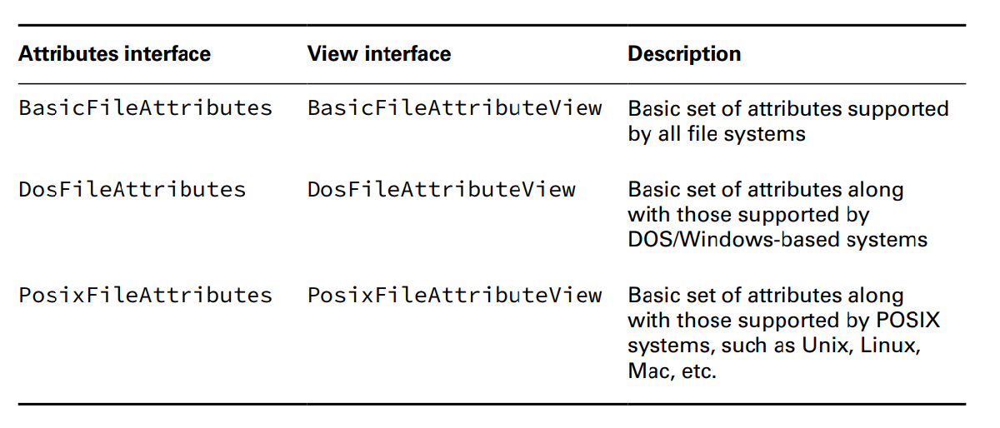 Attributes interface View interface Description
BasicFileAttributes BasicFileAttributeView Basic set of attributes supported
by all file systems
DosFileAttributes DosFileAttributeView Basic set of attributes along
with those supported by
DOS/Windows-based systems
PosixFileAttributes PosixFileAttributeView Basic set of attributes along
with those supported by POSIX
systems, such as Unix, Linux,
Mac, etc.